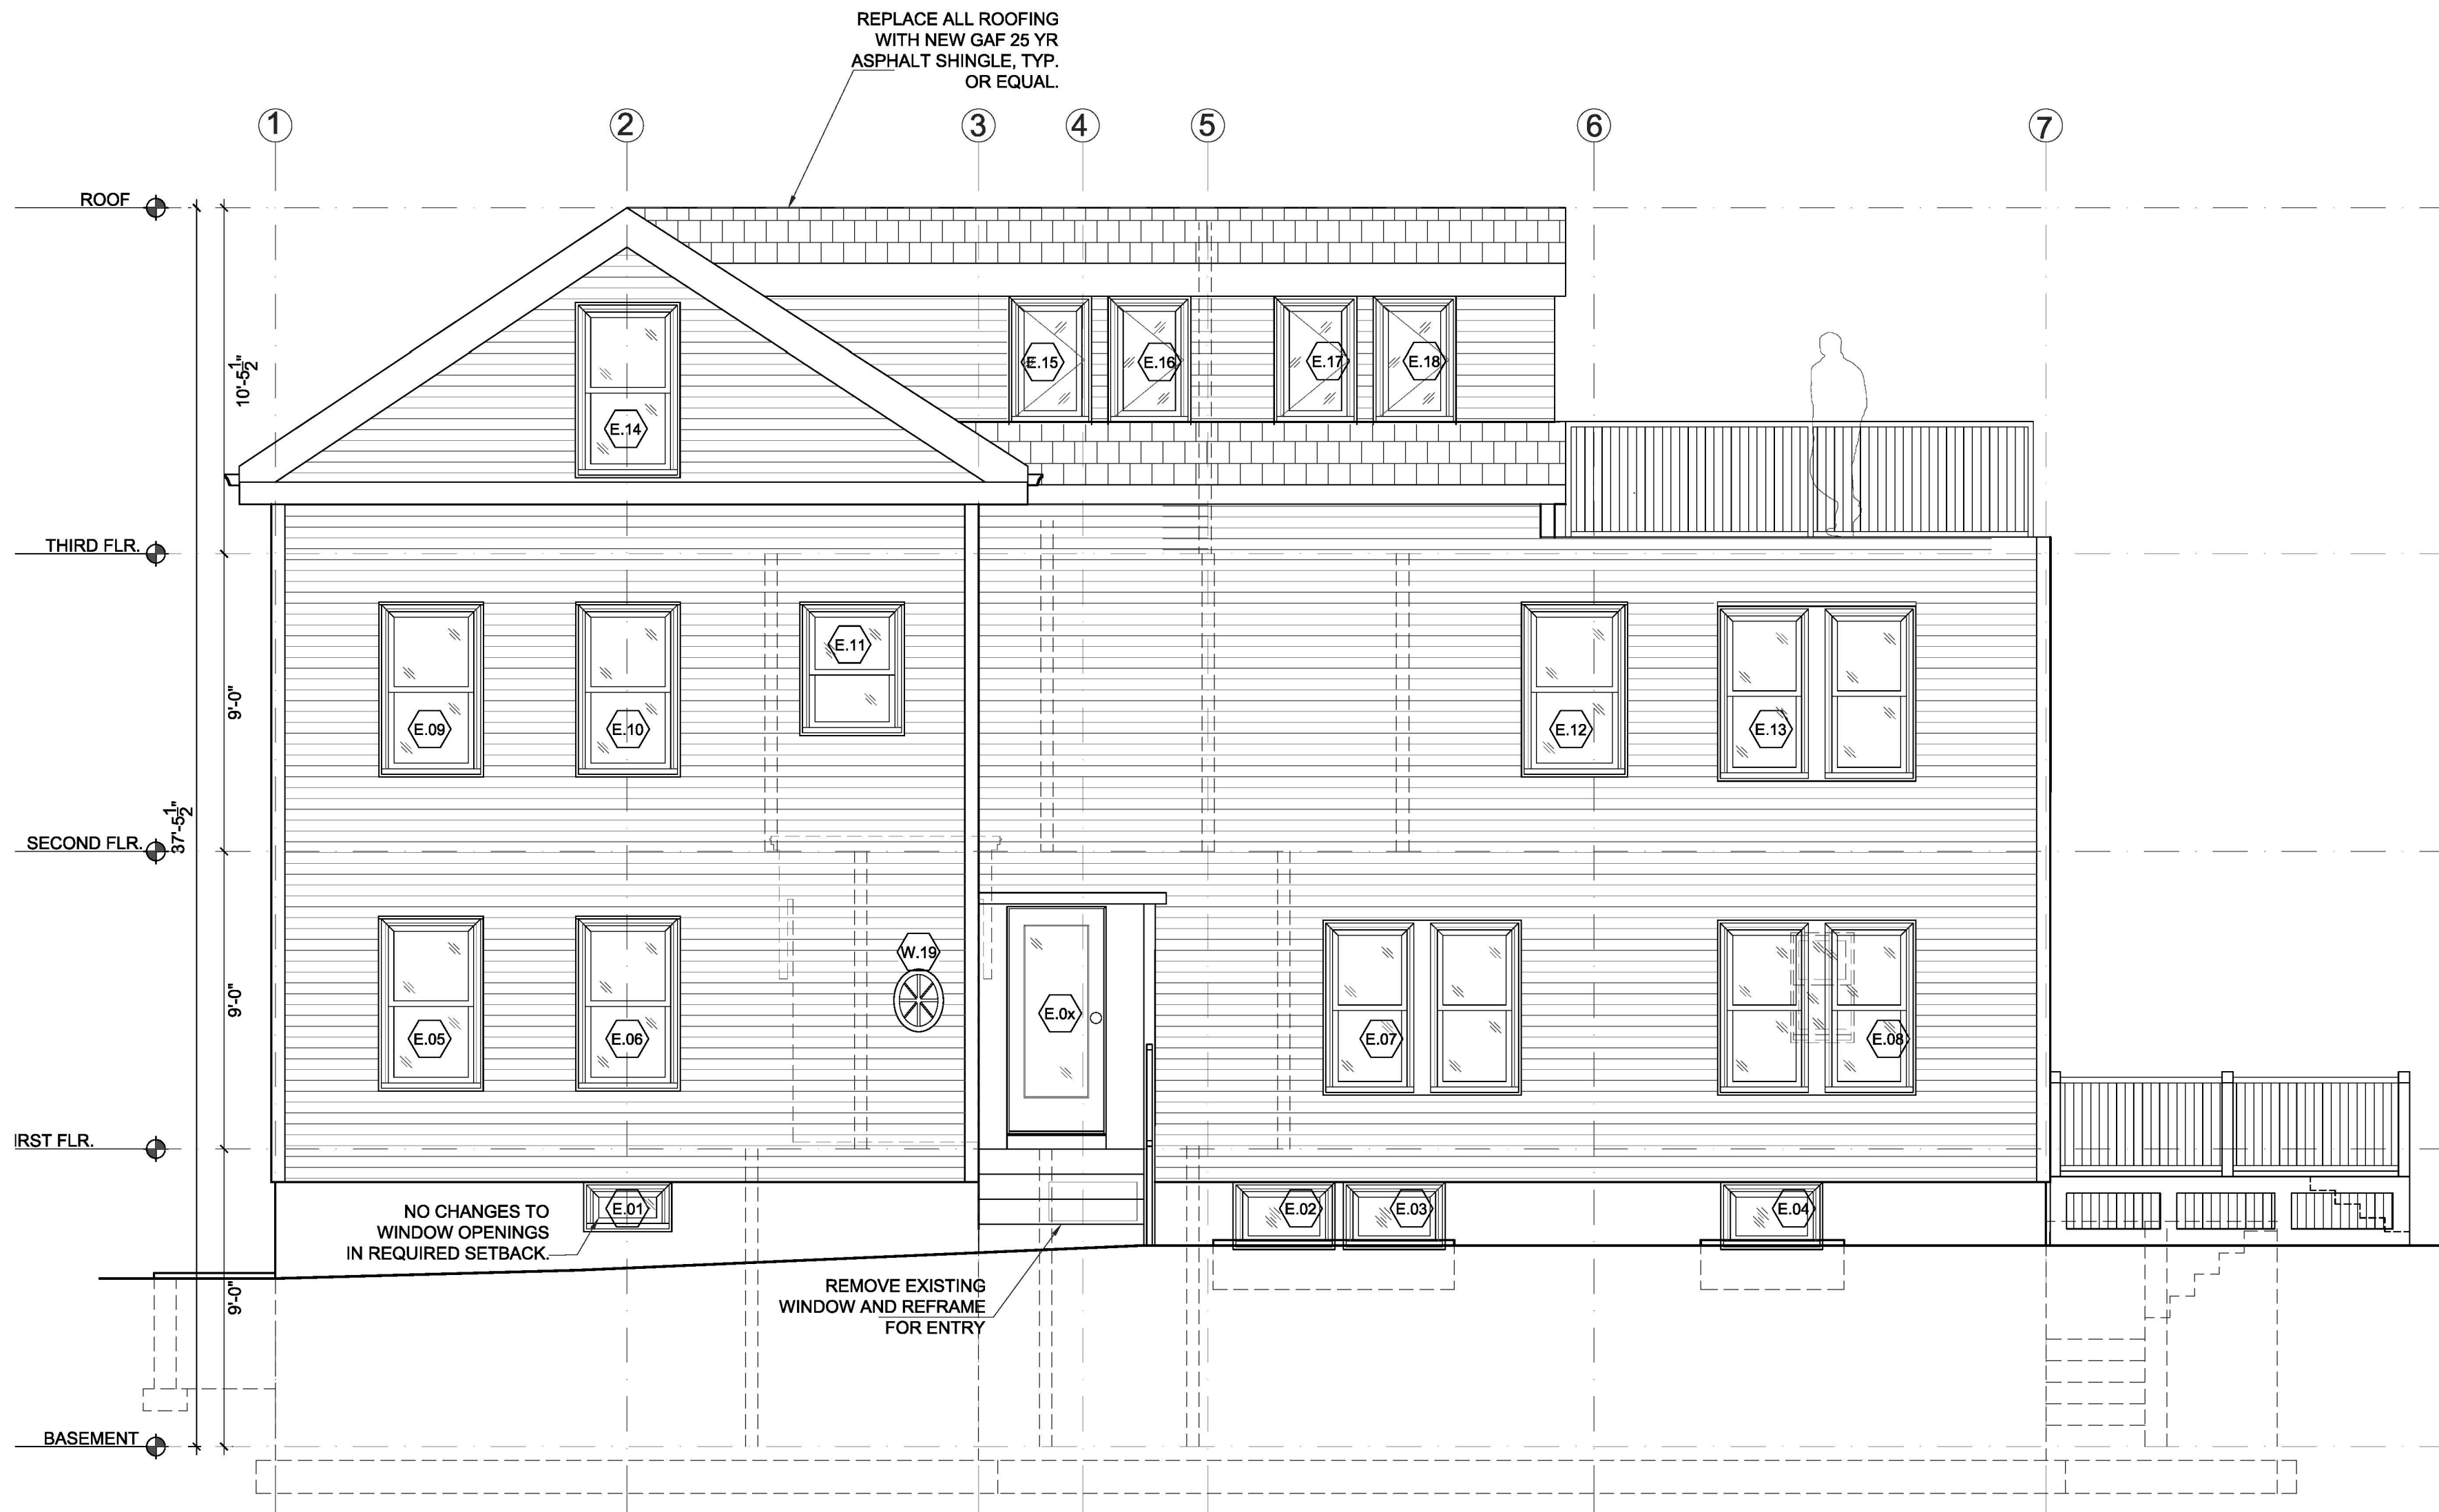 REPLACE ALL ROOFING
WITH NEW GAF 25 YR
ASPHALT SHINGLE, TYP.
OR EQUAL.
1
2
3
4
5
6
7
ROOF
10'-5 1/2"
E.15
E.16
E.17
E.18
E.14
THIRD FLR.
E.11
9'-0"
E.09
E.10
E.12
E.13
37'-5 1/2"
SECOND FLR.
W.19
9'-0"
E.0x
E.05
E.06
E.07
E.08
IRST FLR.
E.01
E.02
E.03
E.04
NO CHANGES TO
WINDOW OPENINGS
IN REQUIRED SETBACK.
9'-0"
REMOVE EXISTING
WINDOW AND REFRAME
FOR ENTRY
BASEMENT